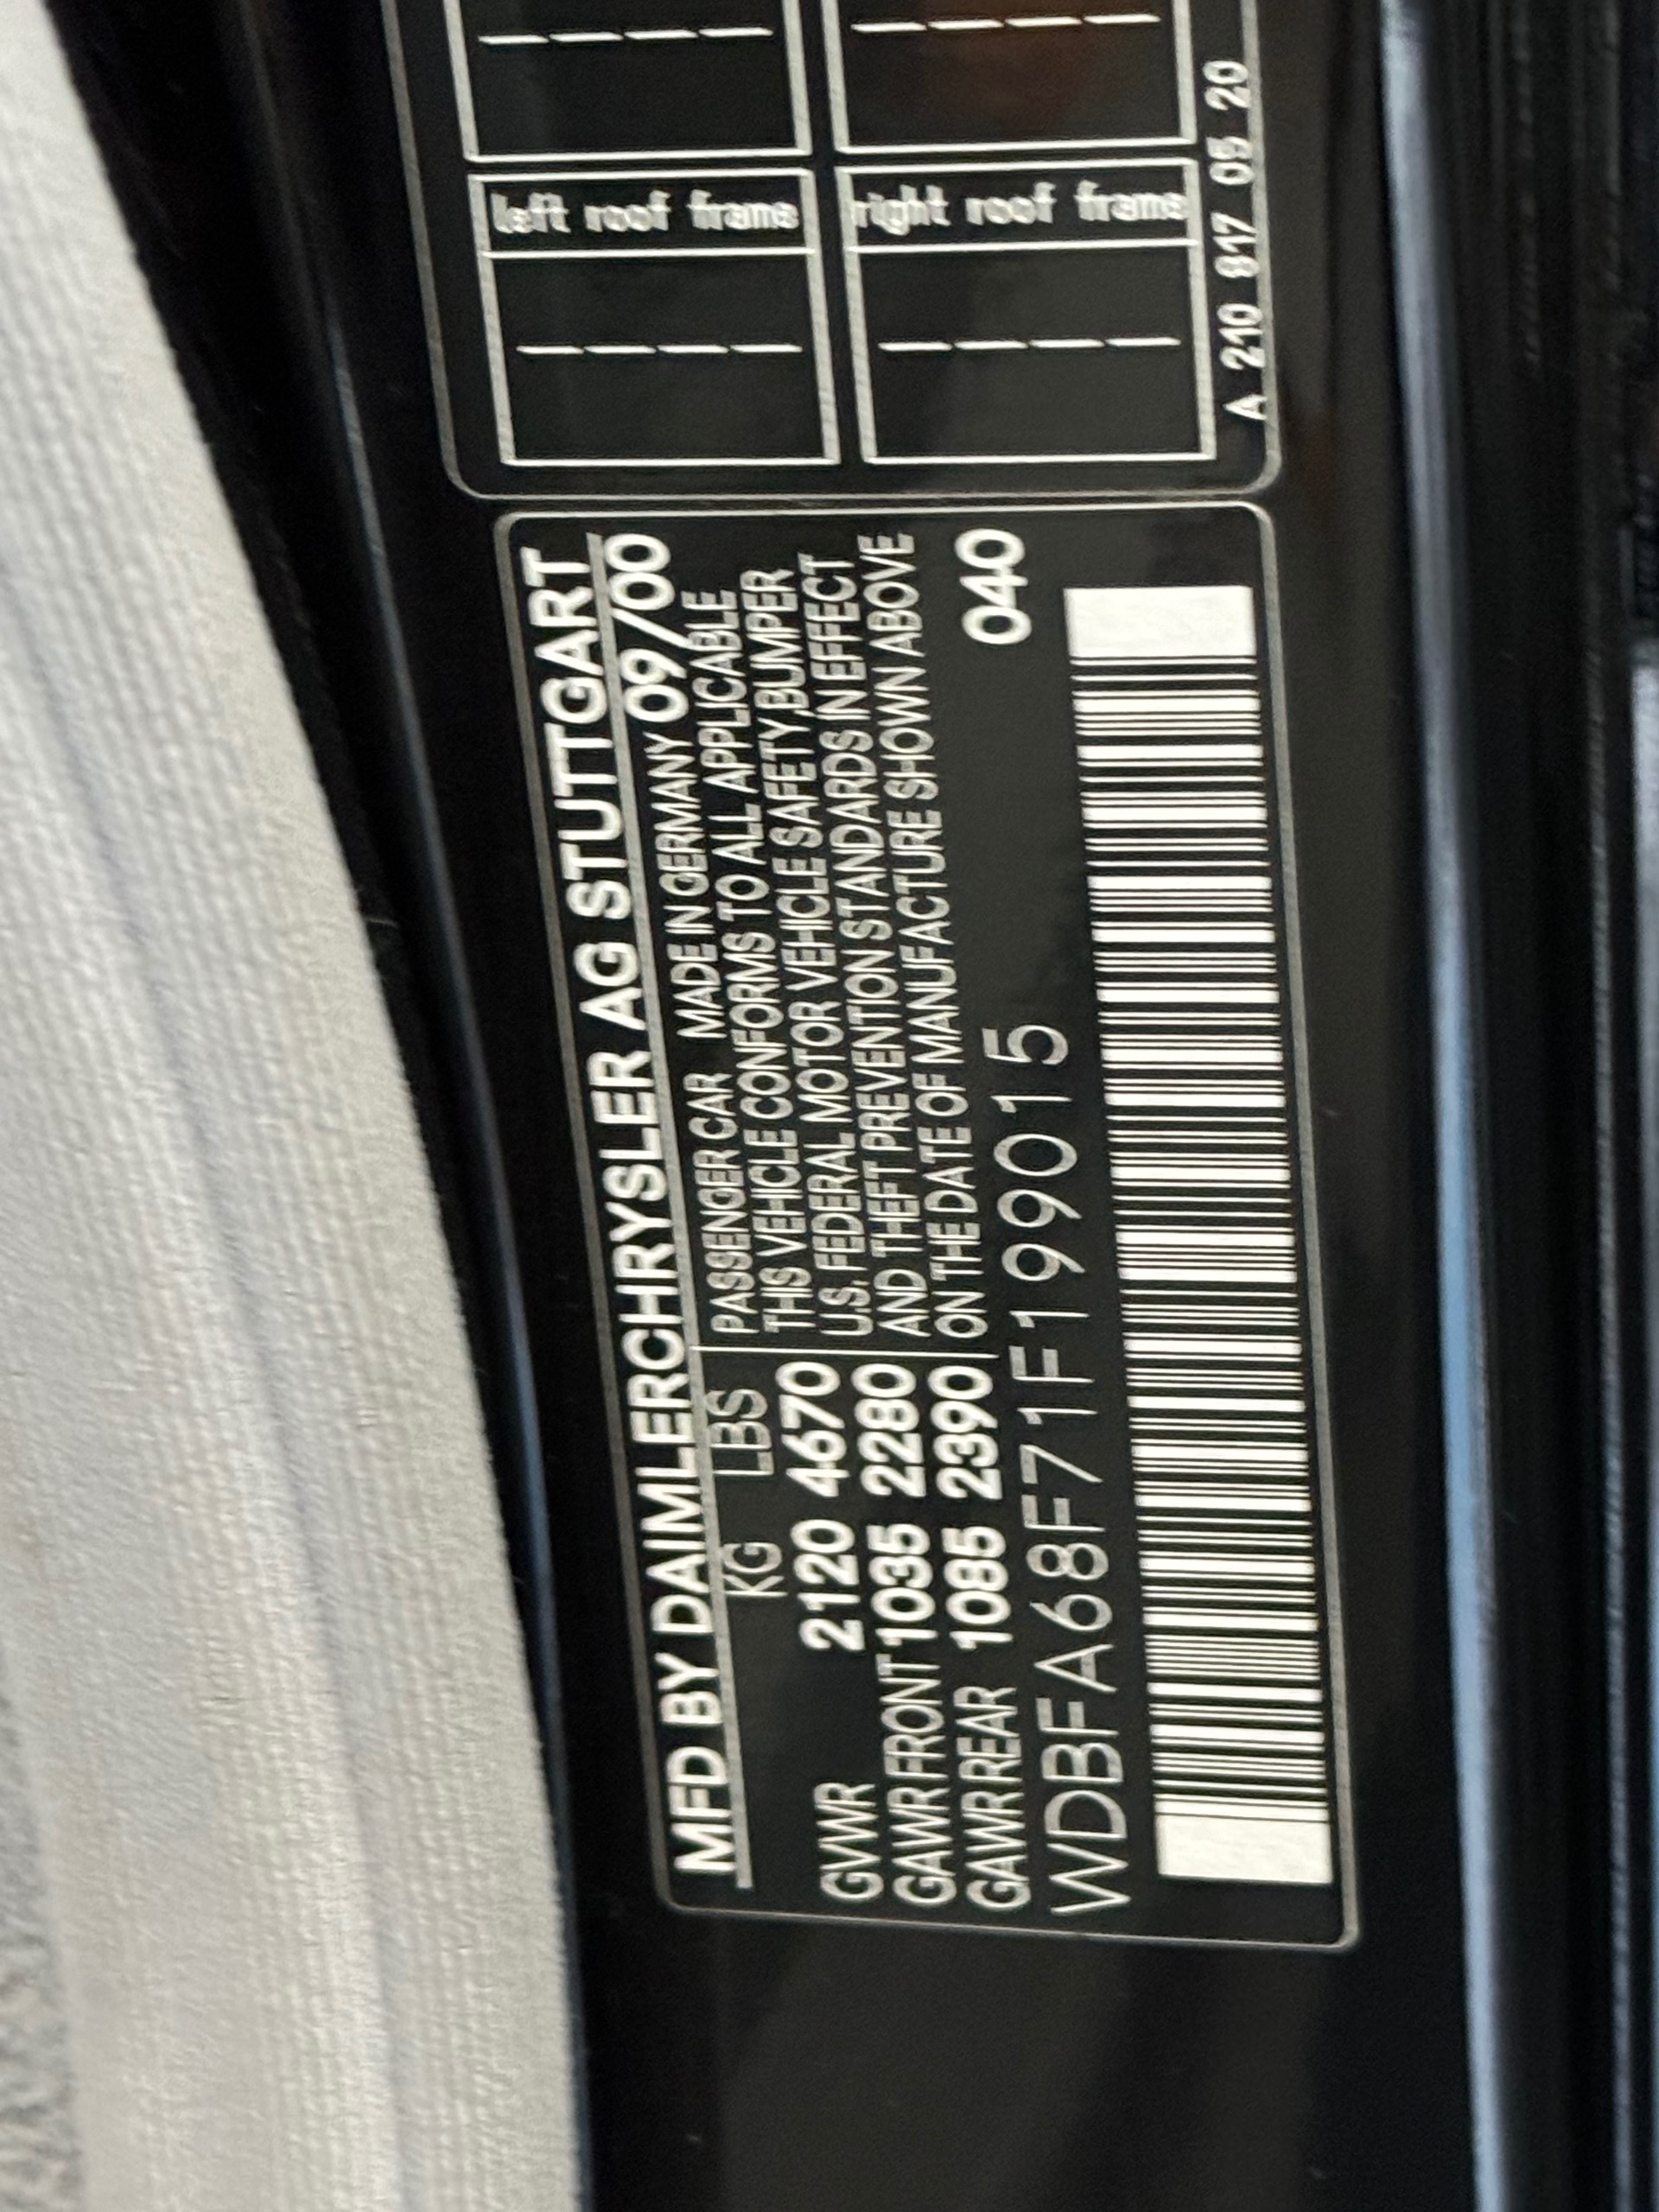 MFD BY DAIMLERCHRYSLER AG STUTTGART
KG LBS PASSENGER CAR MADE IN GERMANY 09/00
GVWR 2120 4670 THIS VEHICLE CONFORMS TO ALL APPLICABLE
U.S. FEDERAL MOTOR VEHICLE SAFETY,BUMPER
GAWR FRONT 1035 2280 AND THEFT PREVENTION STANDARDS IN EFFECT
GAWR REAR 1085 2390 ON THE DATE OF MANUFACTURE SHOWN ABOVE
040
WDBFA68F71F199015
left roof frame
right roof frame
A 210 817 65 20